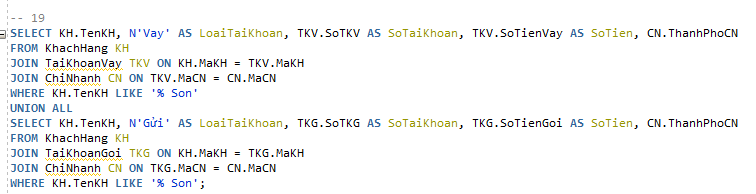 -- 19
SELECT KH.TenKH, N'Vay' AS LoaiTaiKhoan, TKV.SoTKV AS SoTaiKhoan, TKV.SoTienVay AS SoTien, CN.ThanhPhoCN
FROM KhachHang KH
JOIN TaiKhoanVay TKV ON KH.MaKH = TKV.MaKH
JOIN ChiNhanh CN ON TKV.MaCN = CN.MaCN
WHERE KH.TenKH LIKE '% Son'
UNION ALL
SELECT KH.TenKH, N'Gửi' AS LoaiTaiKhoan, TKG.SoTKG AS SoTaiKhoan, TKG.SoTienGoi AS SoTien, CN.ThanhPhoCN
FROM KhachHang KH
JOIN TaiKhoanGoi TKG ON KH.MaKH = TKG.MaKH
JOIN ChiNhanh CN ON TKG.MaCN = CN.MaCN
WHERE KH.TenKH LIKE '% Son';